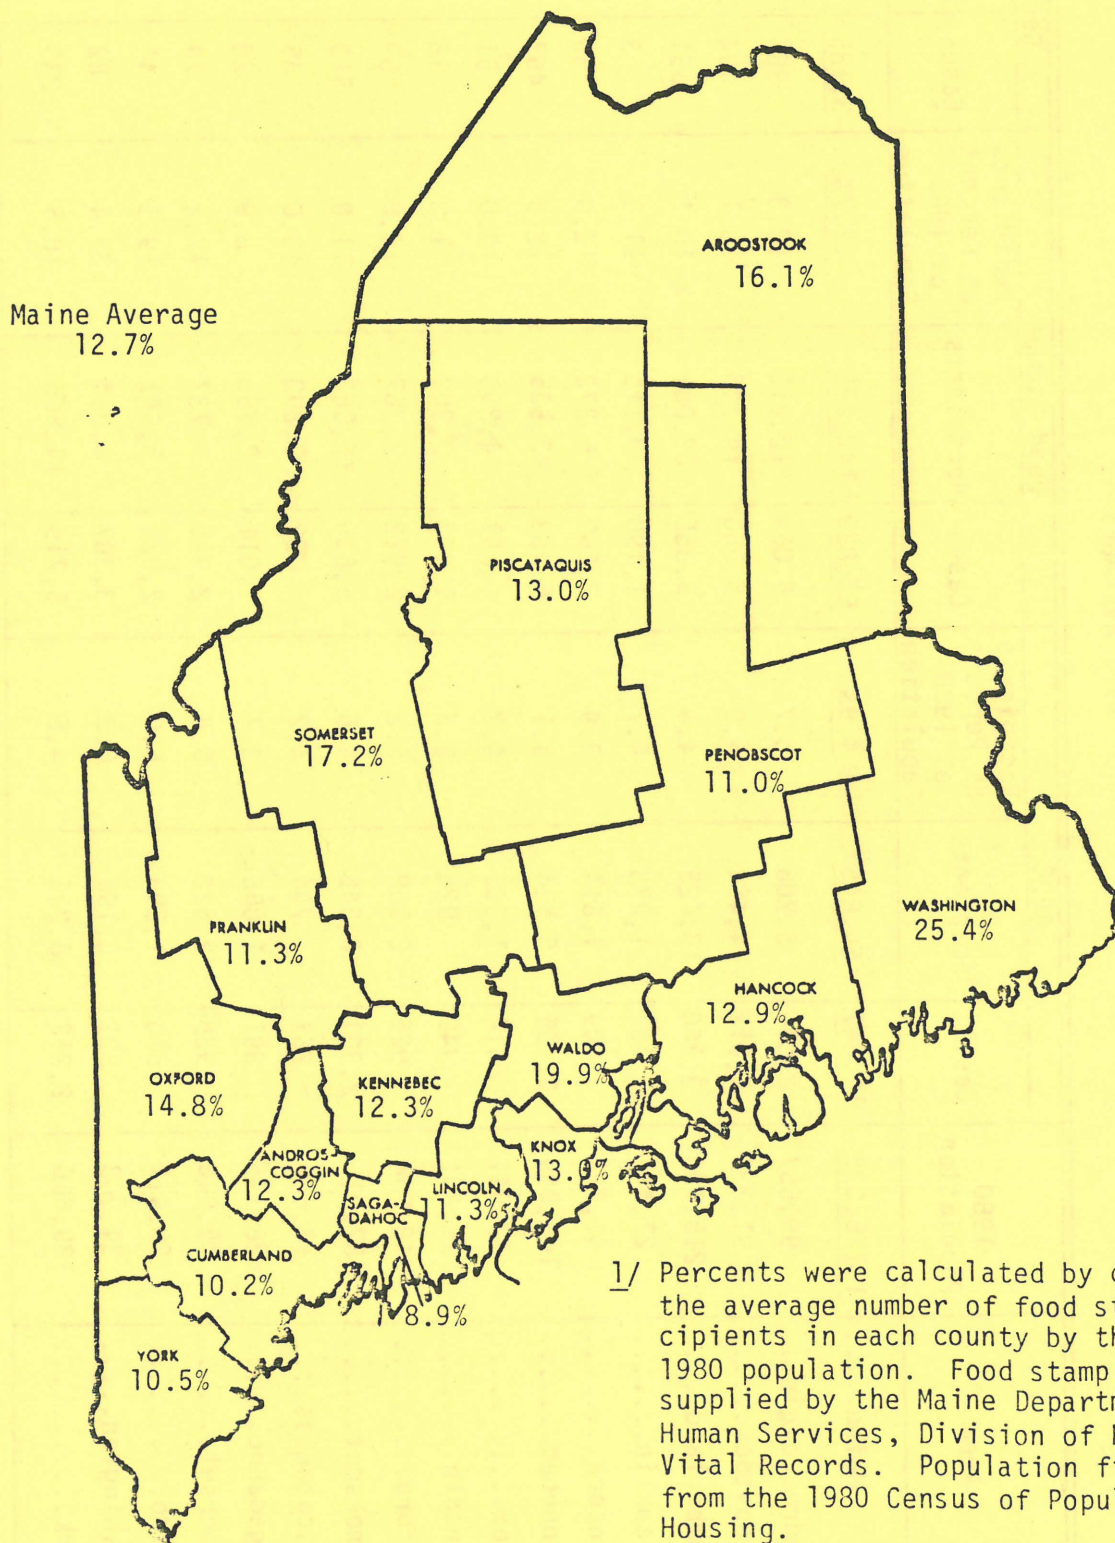 AROOSTOOK
16.1%
Maine Average
12.7%
PISCATAQUIS
13.0%
SOMERSET
17.2%
PENOBSCOT
11.0%
FRANKLIN
11.3%
WASHINGTON
25.4%
HANCOCK
12.9%
WALDO
19.9%
OXFORD
14.8%
KENNEBEC
12.3%
KNOX
13.0%
ANDROS-
COGGIN
12.3%
SAGA-
DAHOC
8.9%
LINCOLN
11.3%
CUMBERLAND
10.2%
YORK
10.5%
1/ Percents were calculated by
the average number of food
cipients in each county by
1980 population. Food stamp
supplied by the Maine
Human Services, Division of
Vital Records. Population
from the 1980 Census of
Housing.